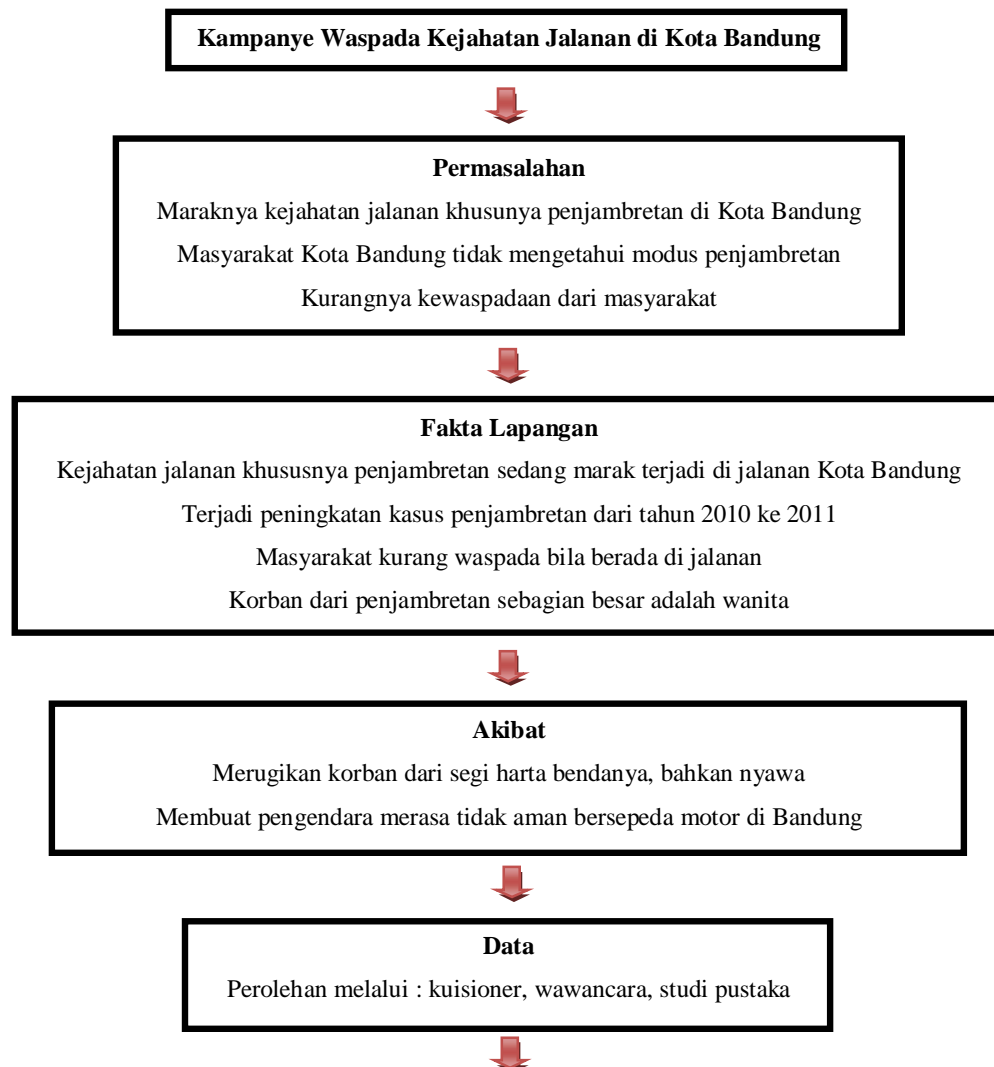 Kampanye Waspada Kejahatan Jalanan di Kota Bandung
Permasalahan
Maraknya kejahatan jalanan khusunya penjambretan di Kota Bandung
Masyarakat Kota Bandung tidak mengetahui modus penjambretan
Kurangnya kewaspadaan dari masyarakat
Fakta Lapangan
Kejahatan jalanan khususnya penjambretan sedang marak terjadi di jalanan Kota Bandung
Terjadi peningkatan kasus penjambretan dari tahun 2010 ke 2011
Masyarakat kurang waspada bila berada di jalanan
Korban dari penjambretan sebagian besar adalah wanita
Akibat
Merugikan korban dari segi harta bendanya, bahkan nyawa
Membuat pengendara merasa tidak aman bersepeda motor di Bandung
Data
Perolehan melalui : kuisioner, wawancara, studi pustaka